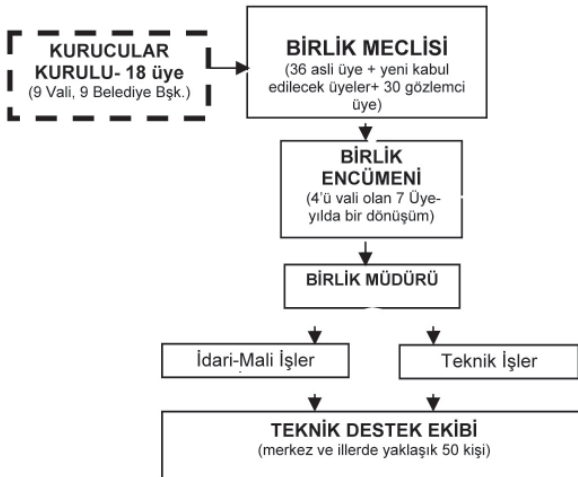 KURUCULAR
KURULU- 18 üye
(9 Vali, 9 Belediye Bşk.)
BİRLİK MECLİSİ
(36 asli üye + yeni kabul
edilecek üyeler+ 30 gözlemci
üye)
BİRLİK
ENCÜMENİ
(4'ü vali olan 7 Üye-
yılda bir dönüşüm)
BİRLİK MÜDÜRÜ
İdari-Mali İşler
Teknik İşler
TEKNİK DESTEK EKİBİ
(merkez ve illerde yaklaşık 50 kişi)